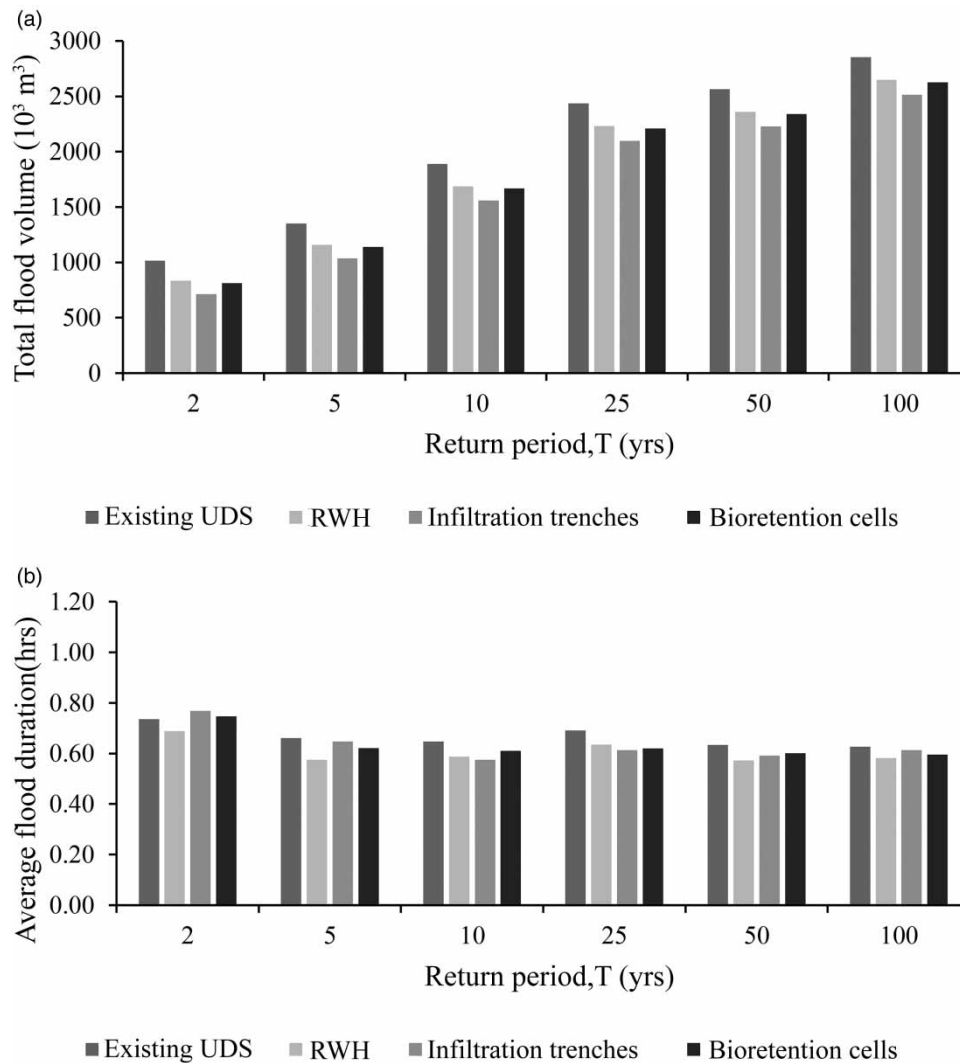 (a)
Total flood volume (10³ m³)
3000
2500
2000
1500
1000
500
0
2 5 10 25 50 100
Return period,T (yrs)
Existing UDS RWH Infiltration trenches Bioretention cells
(b)
Average flood duration(hrs)
1.20
1.00
0.80
0.60
0.40
0.20
0.00
2 5 10 25 50 100
Return period,T (yrs)
Existing UDS RWH Infiltration trenches Bioretention cells